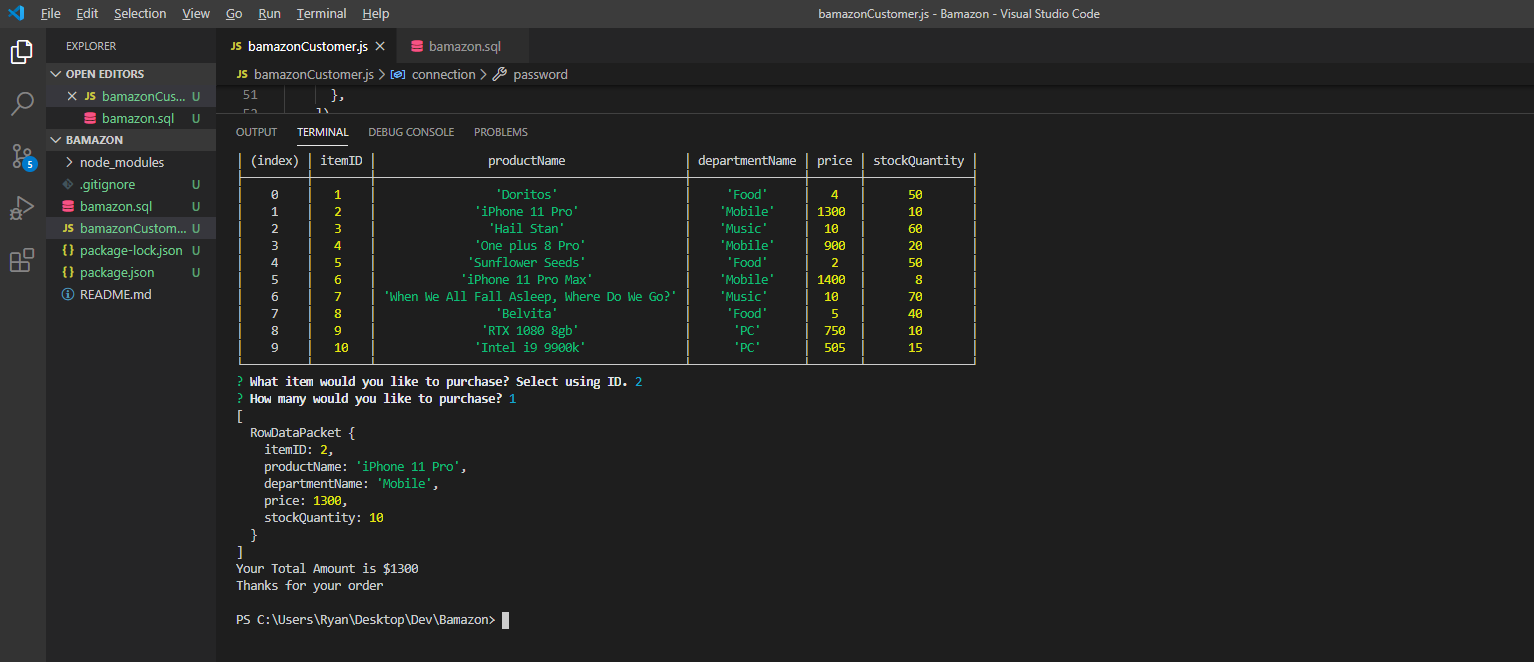 File Edit Selection View Go Run Terminal Help bamazonCustomer.js - Bamazon - Visual Studio Code
EXPLORER
OPEN EDITORS
JS bamazonCus... U
bamazon.sql U
BAMAZON
node_modules
.gitignore U
bamazon.sql U
JS bamazonCustom... U
{} package-lock.json U
{} package.json U
README.md
5
JS bamazonCustomer.js bamazon.sql
JS bamazonCustomer.js > connection > password
51 },
52 ])
OUTPUT TERMINAL DEBUG CONSOLE PROBLEMS
(index) itemID productName departmentName price stockQuantity
0 1 'Doritos' 'Food' 4 50
1 2 'iPhone 11 Pro' 'Mobile' 1300 10
2 3 'Hail Stan' 'Music' 10 60
3 4 'One plus 8 Pro' 'Mobile' 900 20
4 5 'Sunflower Seeds' 'Food' 2 50
5 6 'iPhone 11 Pro Max' 'Mobile' 1400 8
6 7 'When We All Fall Asleep, Where Do We Go?' 'Music' 10 70
7 8 'Belvita' 'Food' 5 40
8 9 'RTX 1080 8gb' 'PC' 750 10
9 10 'Intel i9 9900k' 'PC' 505 15
? What item would you like to purchase? Select using ID. 2
? How many would you like to purchase? 1
[
RowDataPacket {
itemID: 2,
productName: 'iPhone 11 Pro',
departmentName: 'Mobile',
price: 1300,
stockQuantity: 10
}
]
Your Total Amount is $1300
Thanks for your order
PS C:\Users\Ryan\Desktop\Dev\Bamazon>